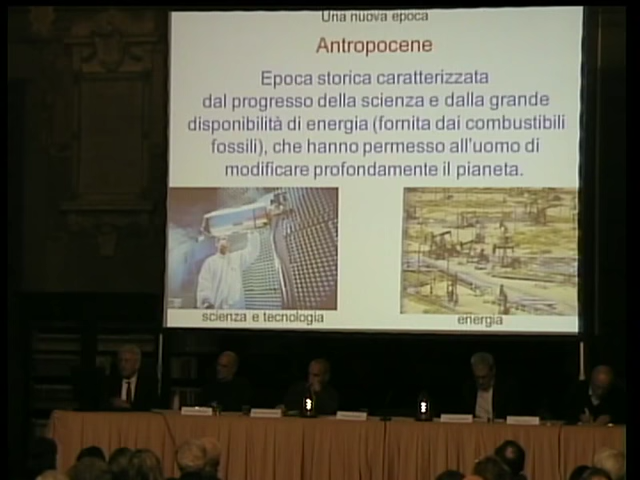 Una nuova epoca
Antropocene
Epoca storica caratterizzata
dal progresso della scienza e dalla grande
disponibilità di energia (fornita dai combustibili
fossili), che hanno permesso all'uomo di
modificare profondamente il pianeta.
scienza e tecnologia
energia